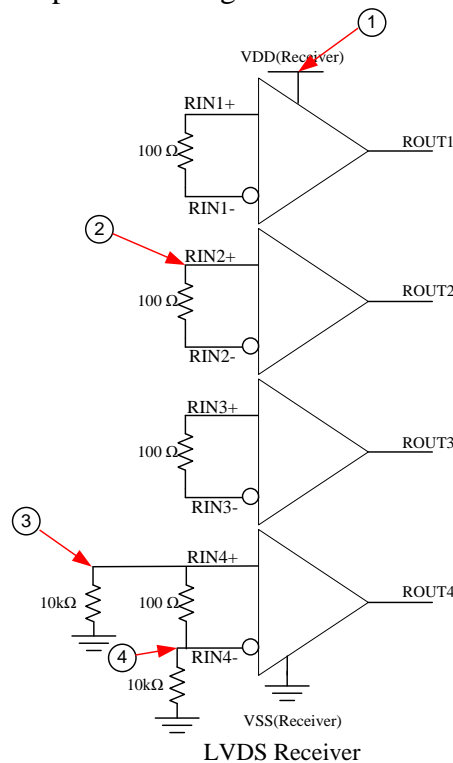 1
VDD(Receiver)
RIN1+
100 Ω
ROUT1
RIN1-
2
RIN2+
100 Ω
ROUT2
RIN2-
RIN3+
100 Ω
ROUT3
RIN3-
3
RIN4+
10kΩ
100 Ω
ROUT4
4
RIN4-
10kΩ
VSS(Receiver)
LVDS Receiver